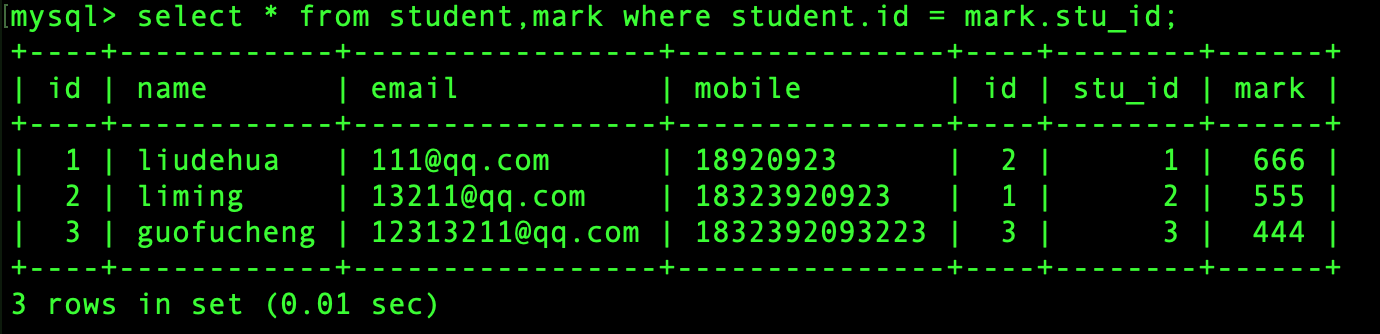 [mysql> select * from student,mark where student.id = mark.stu_id;
+----+------------+-----------------+---------------+----+--------+------+
| id | name       | email           | mobile        | id | stu_id | mark |
+----+------------+-----------------+---------------+----+--------+------+
|  1 | liudehua   | 111@qq.com      | 18920923      |  2 |      1 |  666 |
|  2 | liming     | 13211@qq.com    | 18323920923   |  1 |      2 |  555 |
|  3 | guofucheng | 12313211@qq.com | 1832392093223 |  3 |      3 |  444 |
+----+------------+-----------------+---------------+----+--------+------+
3 rows in set (0.01 sec)